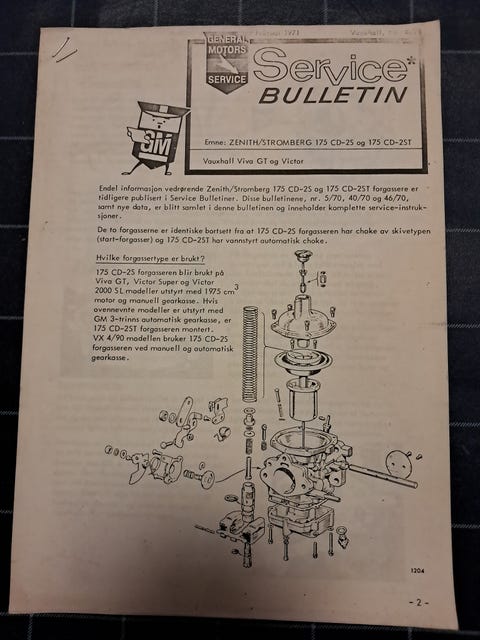 Februar 1971 Vauxhall,
GENERAL
MOTORS
SERVICE
Service*
BULLETIN
GM
Emne: ZENITH/STROMBERG 175 CD-2S og 175 CD-2ST
Vauxhall Viva GT og Victor
Endel informasjon vedrørende Zenith/Stromberg 175 CD-2S og 175 CD-2ST forgassere er
tidligere publisert i Service Bulletiner. Disse bulletinene, nr. 5/70, 40/70 og 46/70,
samt nye data, er blitt samlet i denne bulletinen og inneholder komplette service-instruk-
sjoner.
De to forgasserne er identiske bortsett fra at 175 CD-2S forgasseren har choke av skivetypen
(start-forgasser) og 175 CD-2ST har vannstyrt automatisk choke.
Hvilke forgassertype er brukt?
175 CD-2S forgasseren blir brukt på
Viva GT, Victor Super og Victor
2000 SL modeller utstyrt med 1975 cm3
motor og manuell gearkasse. Hvis
ovennevnte modeller er utstyrt med
GM 3-trinns automatisk gearkasse, er
175 CD-2ST forgasseren montert.
VX 4/90 modellen bruker 175 CD-2S
forgasseren ved manuell og automatisk
gearkasse.
1204
- 2 -